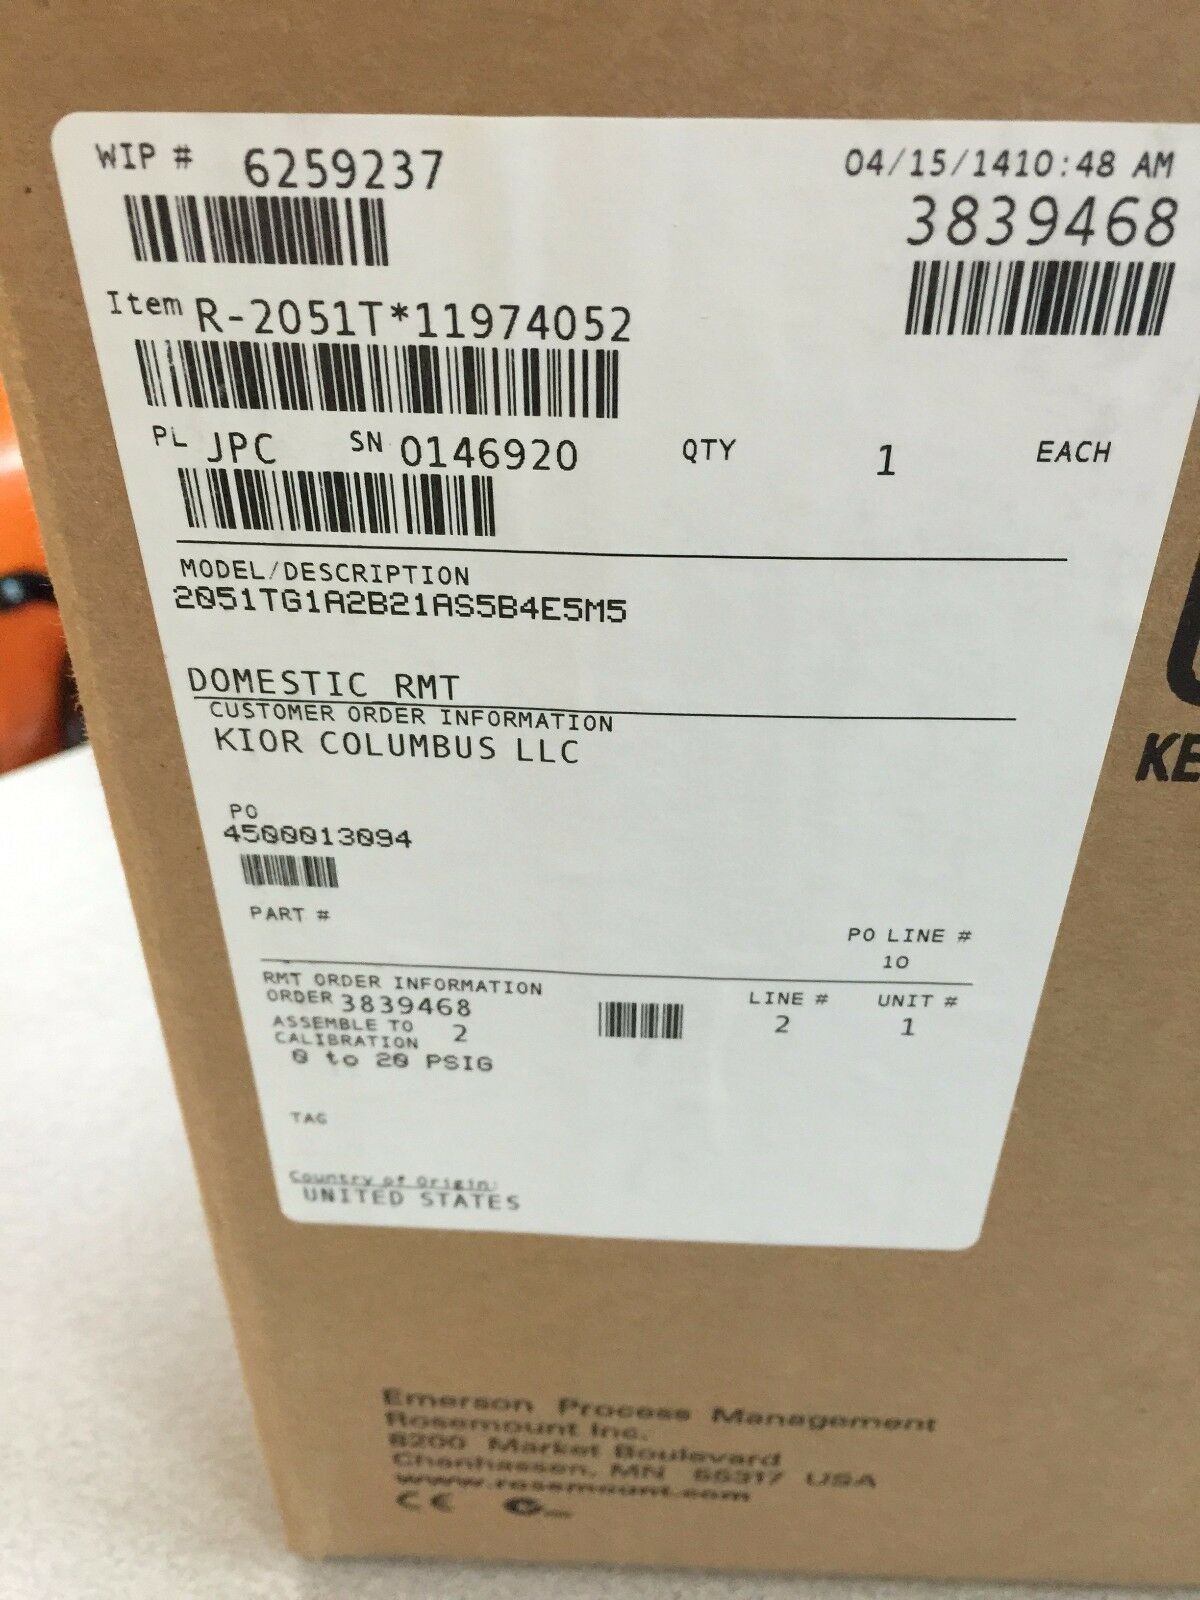 WIP # 6259237
04/15/1410:48 AM
3839468
Item R-2051T*11974052
PL JPC SN 0146920 QTY 1 EACH
MODEL/DESCRIPTION
2051TG1A2B21AS5B4E5M5
DOMESTIC RMT
CUSTOMER ORDER INFORMATION
KIOR COLUMBUS LLC
KE
PO
4500013094
PART #
PO LINE #
10
RMT ORDER INFORMATION
ORDER 3839468
LINE # UNIT #
2 1
ASSEMBLE TO 2
CALIBRATION
0 to 20 PSIG
TAG
Country of Origin:
UNITED STATES
Emerson Process Management
Rosemount Inc.
8200 Market Boulevard
Chanhassen, MN 55317 USA
www.rosemount.com
CE